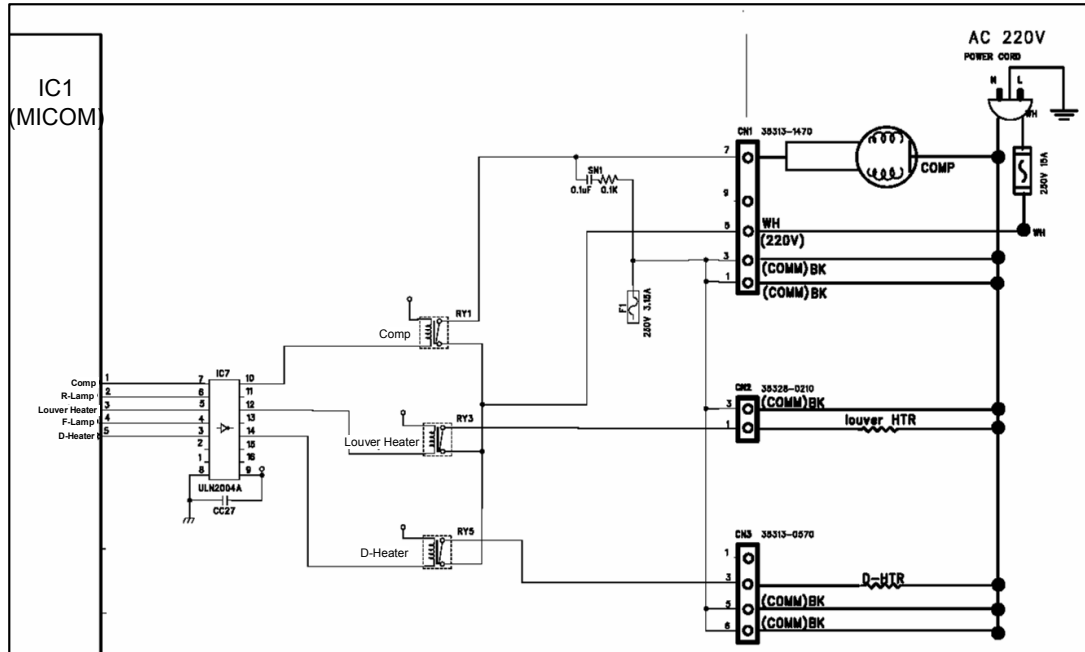 AC 220V
POWER CORD
N L
WH
250V 15A
WH
IC1
(MICOM)
CN1 35313-1470
7
9
5
3
1
COMP
WH
(220V)
(COMM)BK
(COMM)BK
SN1
0.1uF 0.1K
F1
250V 3.15A
RY1
Comp
Comp 1
R-Lamp 2
Louver Heater 3
F-Lamp 4
D-Heater 5
IC7
7 10
6 11
5 12
4 13
3 14
2 15
1 16
8 9
ULN2004A
CC27
RY3
Louver Heater
CN2 35328-0210
3 (COMM)BK
1 louver HTR
RY5
D-Heater
CN3 35313-0570
1
3 D-HTR
5 (COMM)BK
6 (COMM)BK